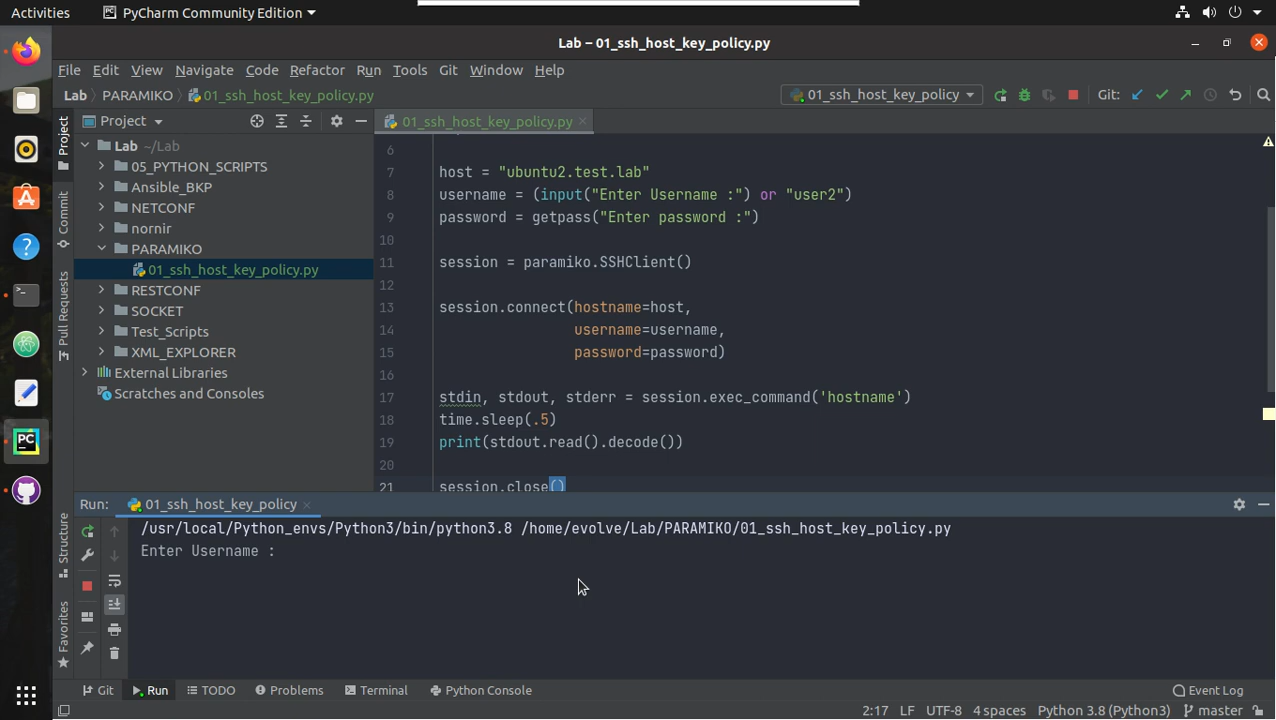 Activities PyCharm Community Edition
Lab – 01_ssh_host_key_policy.py
File Edit View Navigate Code Refactor Run Tools Git Window Help
Lab PARAMIKO 01_ssh_host_key_policy.py 01_ssh_host_key_policy Git:
Project
Project
01_ssh_host_key_policy.py
Lab ~/Lab
05_PYTHON_SCRIPTS
Ansible_BKP
NETCONF
nornir
PARAMIKO
01_ssh_host_key_policy.py
RESTCONF
SOCKET
Test_Scripts
XML_EXPLORER
External Libraries
Scratches and Consoles
Commit
Pull Requests
6
7 host = "ubuntu2.test.lab"
8 username = (input("Enter Username :") or "user2")
9 password = getpass("Enter password :")
10
11 session = paramiko.SSHClient()
12
13 session.connect(hostname=host,
14 username=username,
15 password=password)
16
17 stdin, stdout, stderr = session.exec_command('hostname')
18 time.sleep(.5)
19 print(stdout.read().decode())
20
21 session.close()
Run: 01_ssh_host_key_policy
/usr/local/Python_envs/Python3/bin/python3.8 /home/evolve/Lab/PARAMIKO/01_ssh_host_key_policy.py
Enter Username :
Structure
Favorites
Git Run TODO Problems Terminal Python Console Event Log
2:17 LF UTF-8 4 spaces Python 3.8 (Python3) master